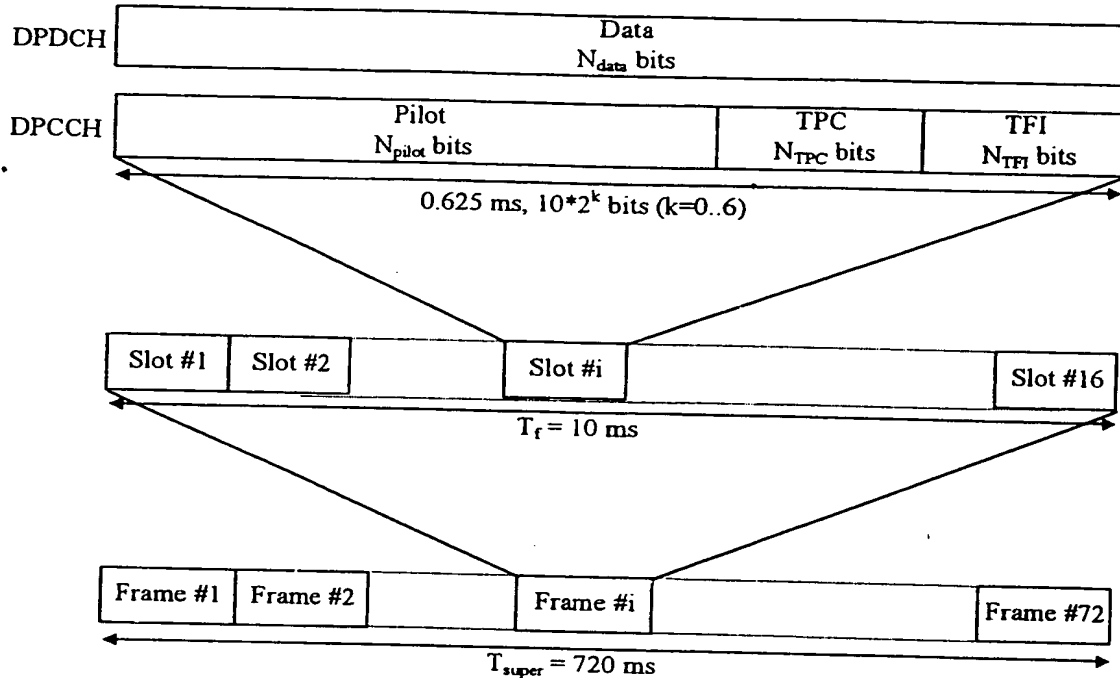 DPDCH
Data
N_data bits
DPCCH
Pilot
N_pilot bits
TPC
N_TPC bits
TFI
N_TFI bits
0.625 ms, 10*2^k bits (k=0..6)
Slot #1
Slot #2
Slot #i
Slot #16
T_f = 10 ms
Frame #1
Frame #2
Frame #i
Frame #72
T_super = 720 ms